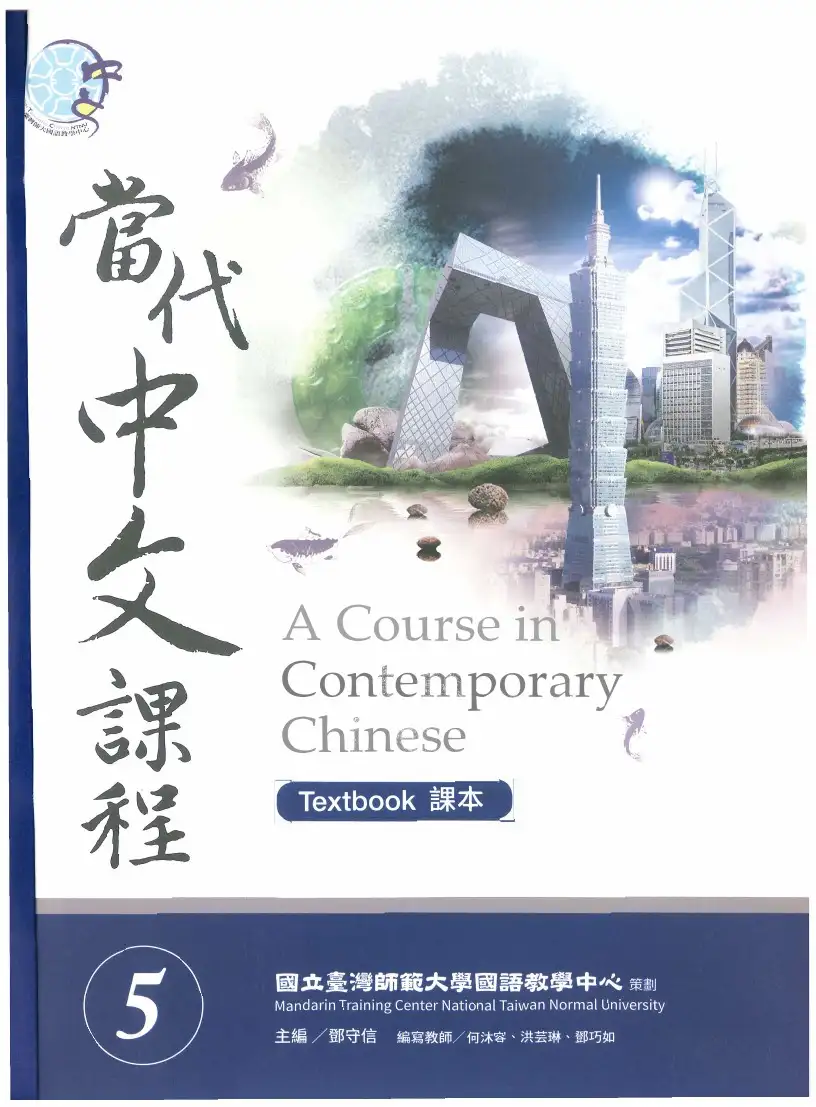 當代中文課程
A Course in
Contemporary
Chinese
Textbook 課本
5
國立臺灣師範大學國語教學中心 策劃
Mandarin Training Center National Taiwan Normal University
主編／鄧守信 編寫教師／何沐容、洪芸琳、鄧巧如